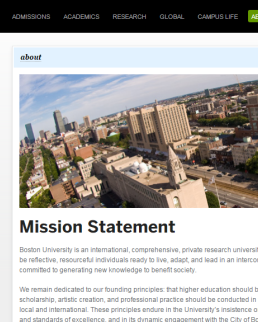 ADMISSIONS ACADEMICS RESEARCH GLOBAL CAMPUS LIFE
about
Mission Statement
Boston University is an international, comprehensive, private research
be reflective, resourceful individuals ready to live, adapt, and lead in an
committed to generating new knowledge to benefit society.
We remain dedicated to our founding principles: that higher education should
scholarship, artistic creation, and professional practice should be conducted in
local and international. These principles endure in the University's insistence
and standards of excellence, and in its dynamic engagement with the City of